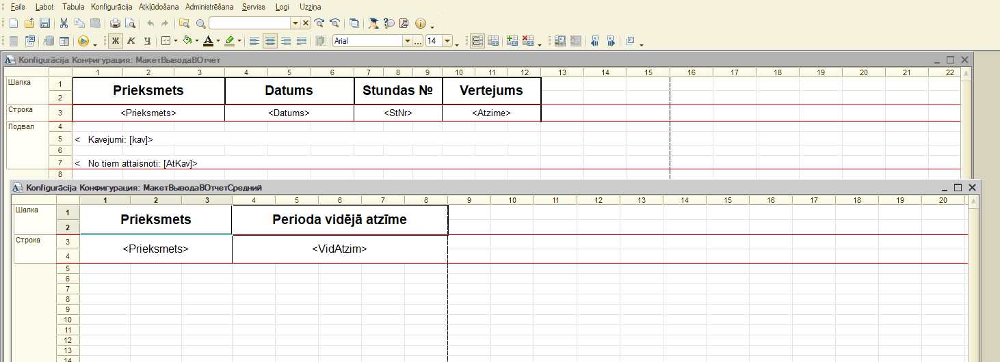 Fails Labot Tabula Konfigurācija Atkļūdošana Administrēšana Serviss Logi Uzziņa
Ж К Ч Arial 14
Konfigurācija Конфигурация: МакетВыводаВОтчет
1 2 3 4 5 6 7 8 9 10 11 12 13 14 15 16 17 18 19 20 21 22
Шапка 1 Prieksmets Datums Stundas № Vertejums
2
Строка 3 <Prieksmets> <Datums> <StNr> <Atzime>
Подвал 4
5 < Kavejumi: [kav]>
6
7 < No tiem attaisnoti: [AtKav]>
8
Konfigurācija Конфигурация: МакетВыводаВОтчетСредний
1 2 3 4 5 6 7 8 9 10 11 12 13 14 15 16 17 18 19 20
Шапка 1 Prieksmets Perioda vidējā atzīme
2
Строка 3 <Prieksmets> <VidAtzim>
4
5
6
7
8
9
10
11
12
13
14